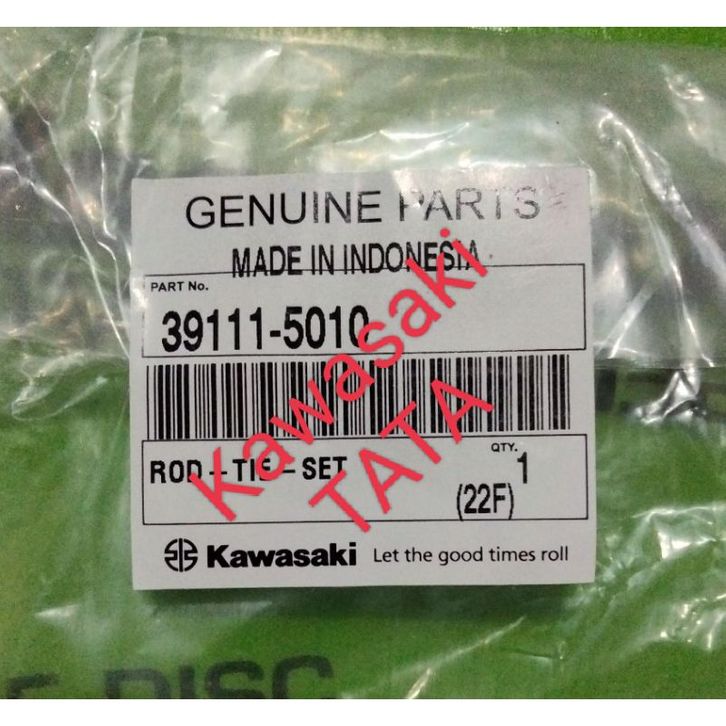 GENUINE PARTS
MADE IN INDONESIA
PART No.
39111-5010
ROD-TIE-SET
QTY.
1
(22F)
Kawasaki
Let the good times roll
Kawasaki
TATA
DISC